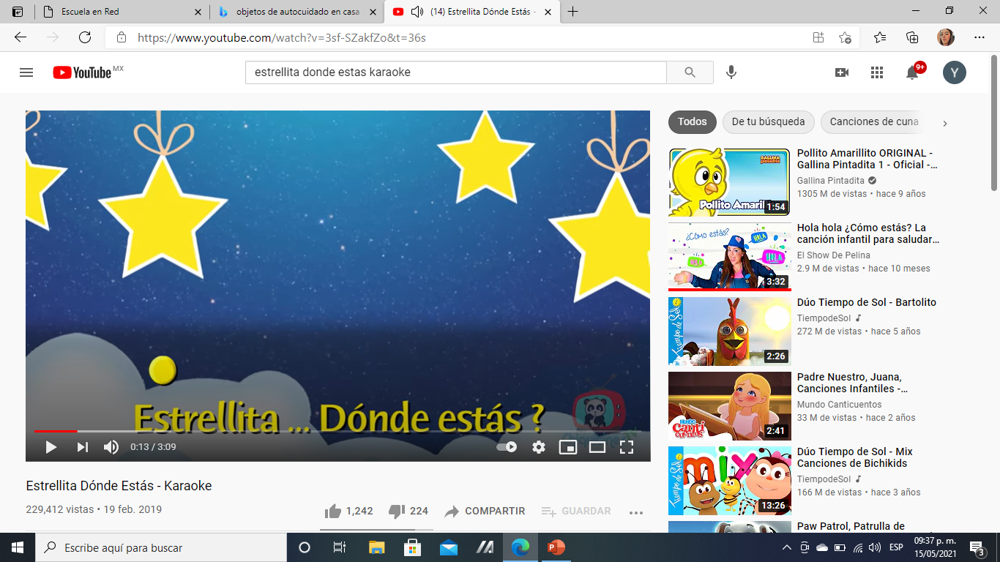 Escuela en Red
objetos de autocuidado en casa
(14) Estrellita Dónde Estás -
https://www.youtube.com/watch?v=3sf-SZakfZo&t=36s
YouTube MX
estrellita donde estas karaoke
9+
Y
Estrellita ... Dónde estás ?
0:13 / 3:09
Estrellita Dónde Estás - Karaoke
229,412 vistas • 19 feb. 2019
1,242
224
COMPARTIR
GUARDAR
Todos
De tu búsqueda
Canciones de cuna
GALLINA pintadita
Pollito Amaril
1:54
Pollito Amarillito ORIGINAL -
Gallina Pintadita 1 - Oficial -...
Gallina Pintadita
1305 M de vistas • hace 9 años
¿Cómo estás?
HOLA
HOLA
HOLA
3:32
Hola hola ¿Cómo estás? La
canción infantil para saludar...
El Show De Pelina
2.9 M de vistas • hace 10 meses
Tiempo de Sol
2:26
Dúo Tiempo de Sol - Bartolito
TiempodeSol
272 M de vistas • hace 5 años
MUNDO
Canticuentos
2:41
Padre Nuestro, Juana,
Canciones Infantiles -...
Mundo Canticuentos
33 M de vistas • hace 2 años
Tiempo de Sol
mix
13:26
Dúo Tiempo de Sol - Mix
Canciones de Bichikids
TiempodeSol
166 M de vistas • hace 3 años
Paw Patrol, Patrulla de
Escribe aquí para buscar
ESP
09:37 p. m.
15/05/2021
3